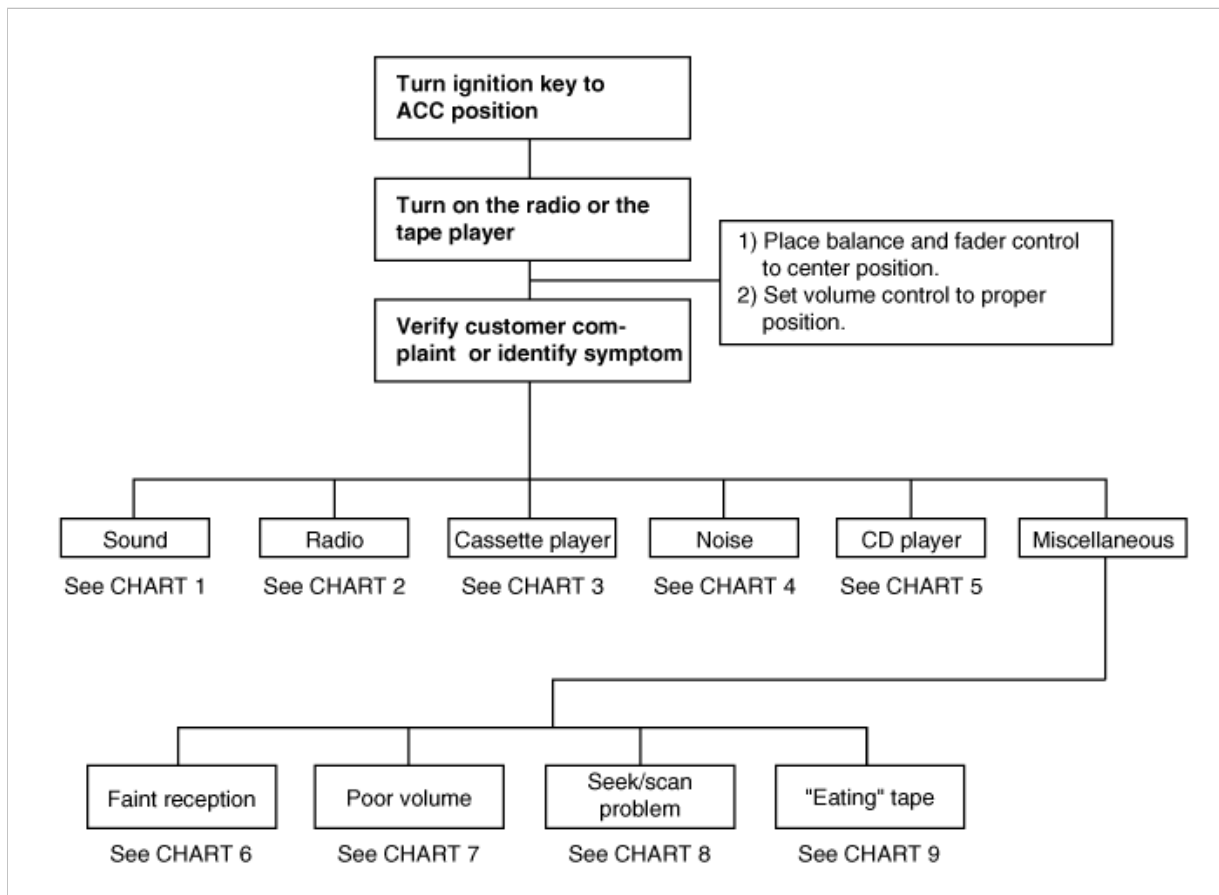 Turn ignition key to
ACC position
Turn on the radio or the
tape player
1) Place balance and fader control
to center position.
2) Set volume control to proper
position.
Verify customer com-
plaint or identify symptom
Sound
Radio
Cassette player
Noise
CD player
Miscellaneous
See CHART 1
See CHART 2
See CHART 3
See CHART 4
See CHART 5
Faint reception
Poor volume
Seek/scan
problem
"Eating" tape
See CHART 6
See CHART 7
See CHART 8
See CHART 9